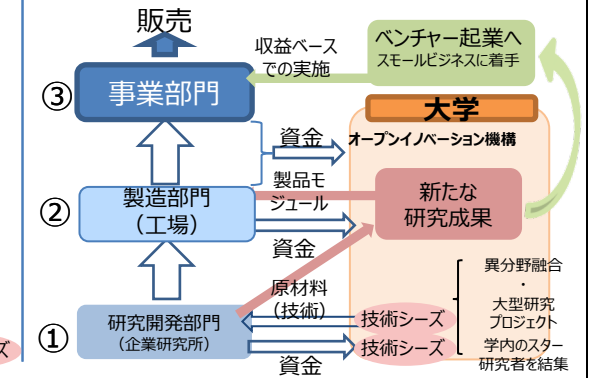 販売
収益ベース
での実施
ベンチャー起業へ
スモールビジネスに着手
③
事業部門
大学
オープンイノベーション機構
資金
②
製造部門
（工場）
製品モ
ジュール
資金
新たな
研究成果
原材料
（技術）
①
研究開発部門
（企業研究所）
技術シーズ
技術シーズ
資金
異分野融合
・
大型研究
プロジェクト
学内のスター
研究者を結集
ズ